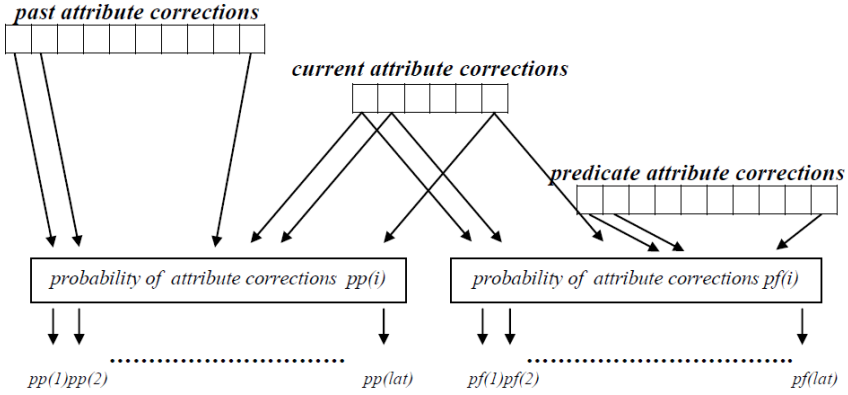 past attribute corrections
current attribute corrections
predicate attribute corrections
probability of attribute corrections pp(i)
probability of attribute corrections pf(i)
pp(1)pp(2)
pp(lat)
pf(1)pf(2)
pf(lat)